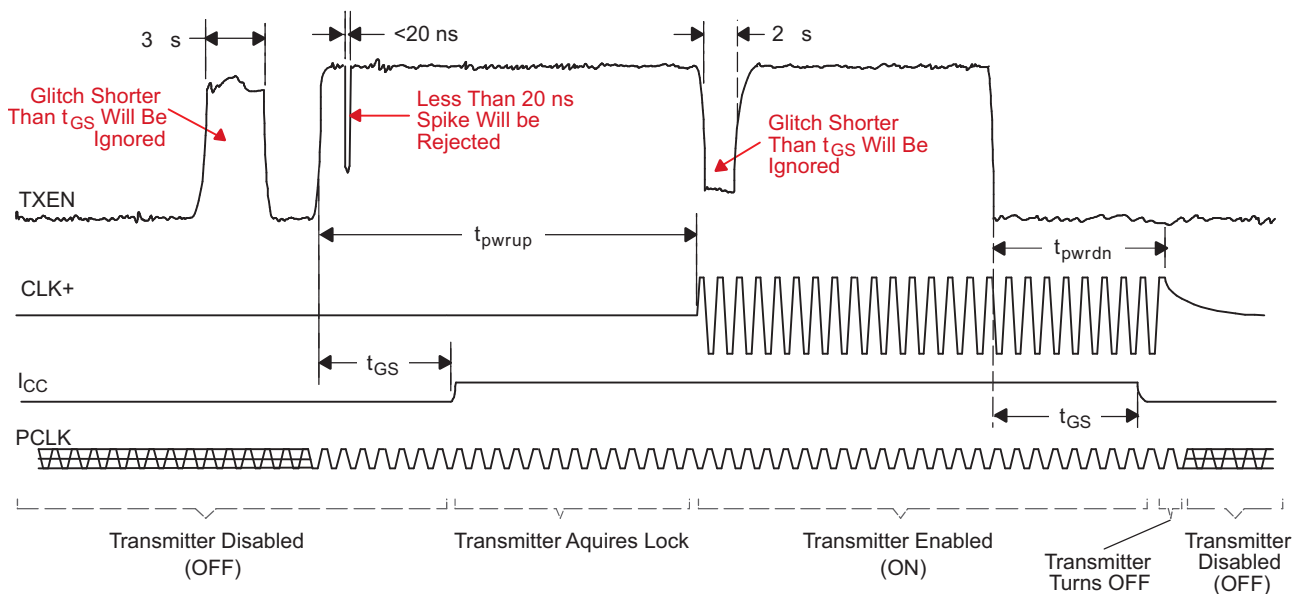 3 s
<20 ns
2 s
Glitch Shorter
Than tGS Will Be
Ignored
Less Than 20 ns
Spike Will be
Rejected
Glitch Shorter
Than tGS Will Be
Ignored
TXEN
tpwrup
tpwrdn
CLK+
tGS
ICC
tGS
PCLK
Transmitter Disabled
(OFF)
Transmitter Aquires Lock
Transmitter Enabled
(ON)
Transmitter
Turns OFF
Transmitter
Disabled
(OFF)